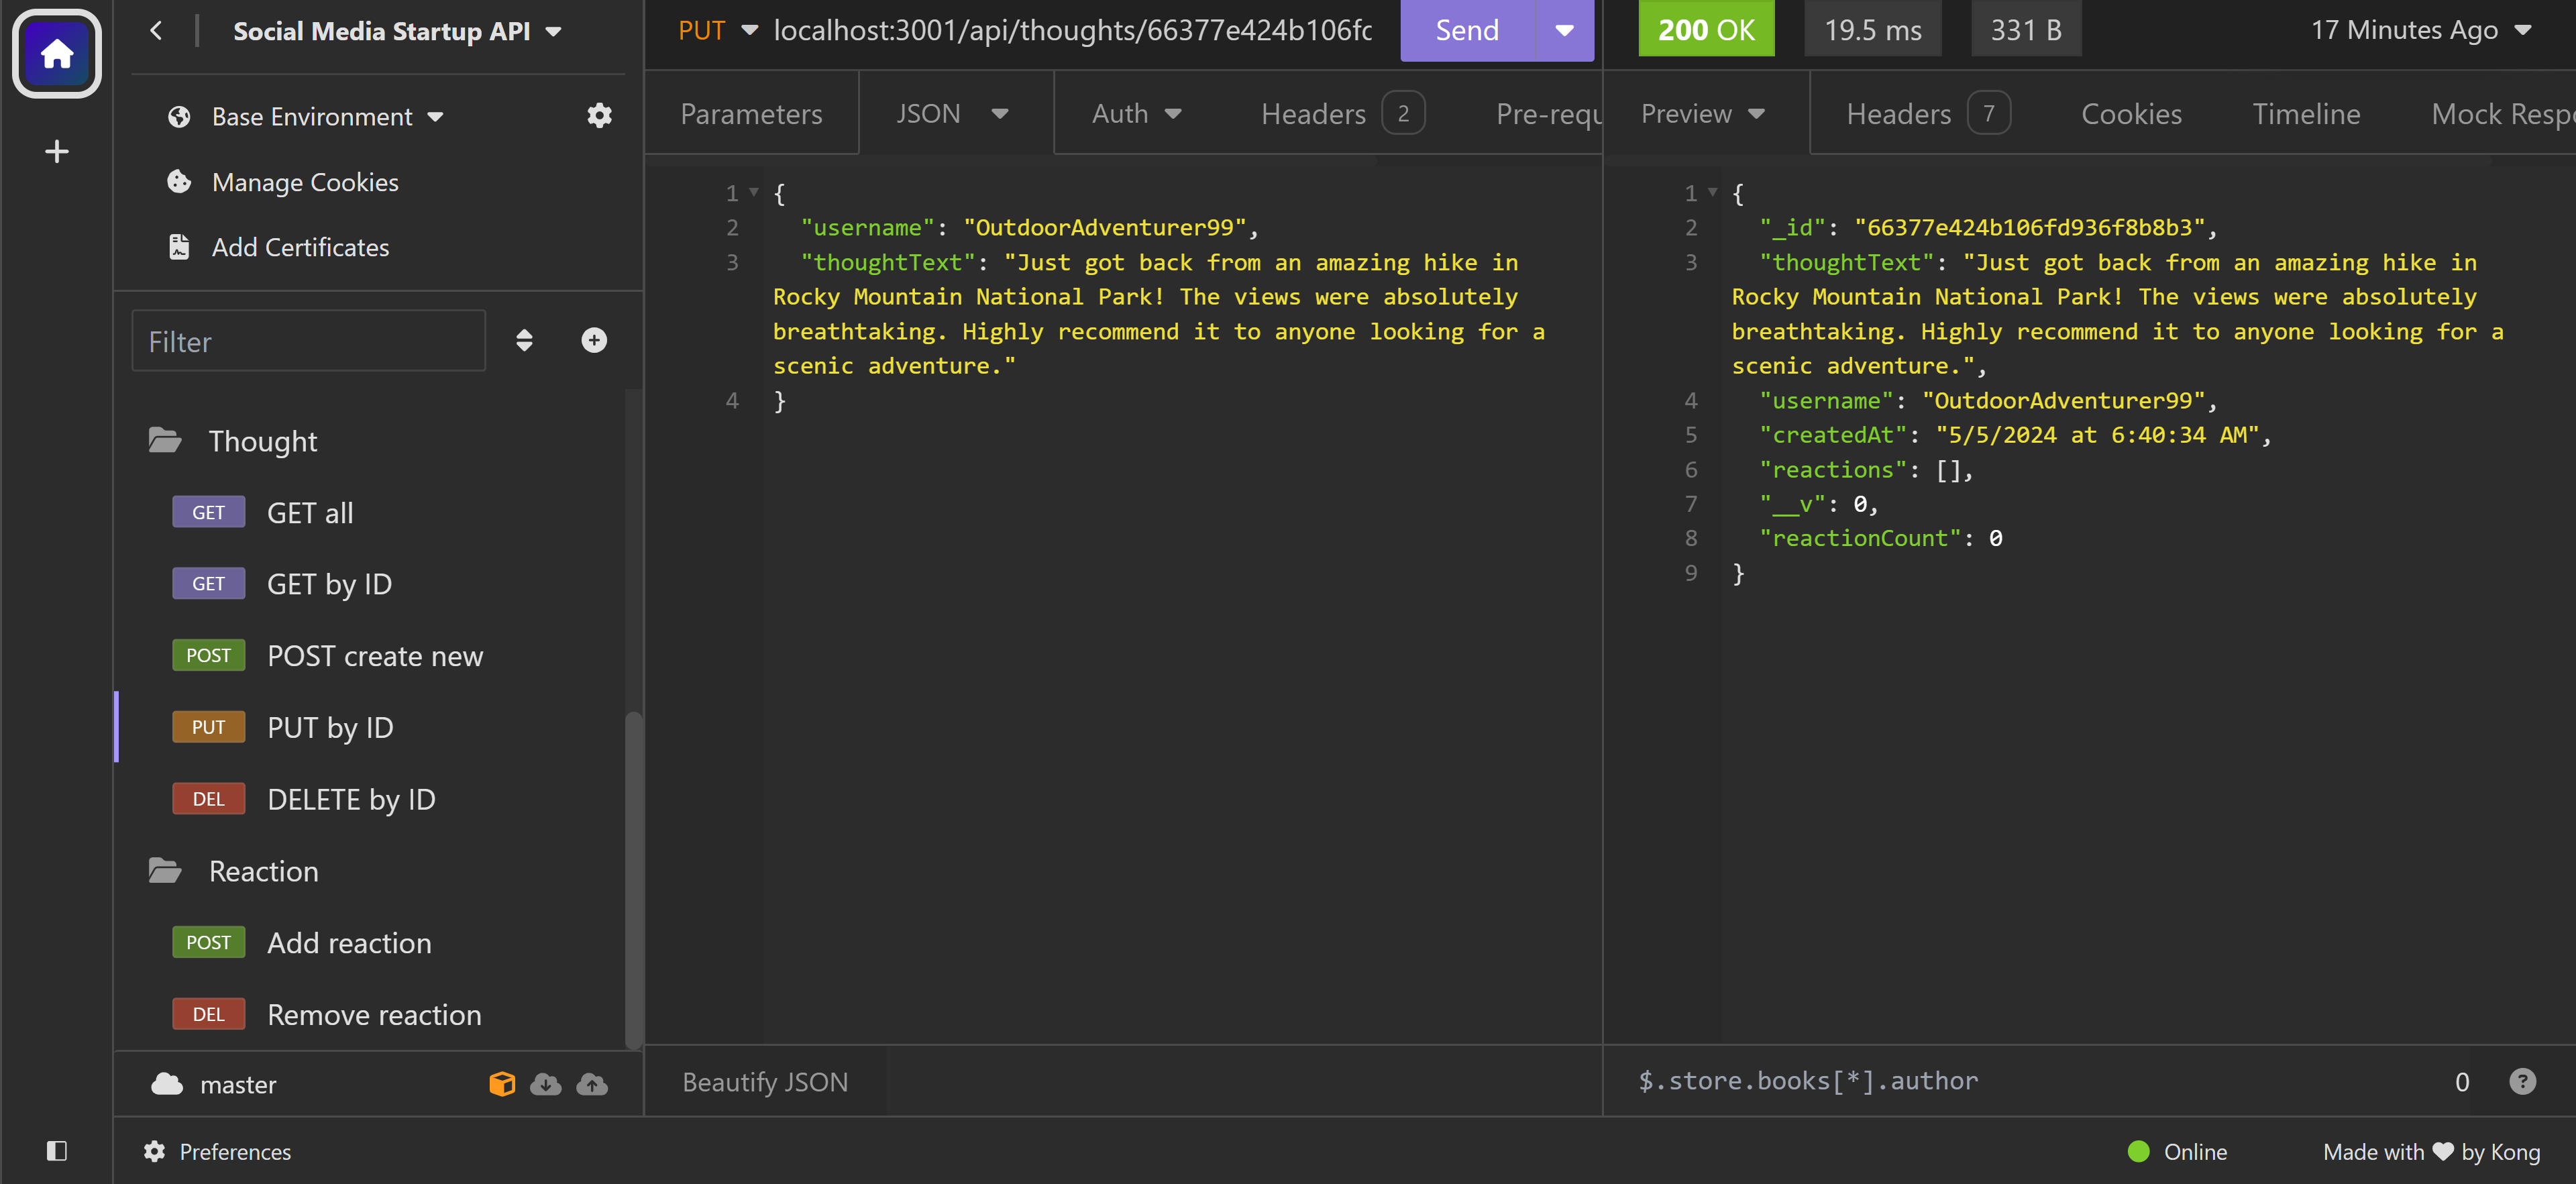 Social Media Startup API
Base Environment
Manage Cookies
Add Certificates
Filter
Thought
GET GET all
GET GET by ID
POST POST create new
PUT PUT by ID
DEL DELETE by ID
Reaction
POST Add reaction
DEL Remove reaction
master
Preferences
PUT localhost:3001/api/thoughts/66377e424b106fc Send
Parameters JSON Auth Headers 2 Pre-requ
1 {
2 "username": "OutdoorAdventurer99",
3 "thoughtText": "Just got back from an amazing hike in
Rocky Mountain National Park! The views were absolutely
breathtaking. Highly recommend it to anyone looking for a
scenic adventure."
4 }
Beautify JSON
200 OK 19.5 ms 331 B 17 Minutes Ago
Preview Headers 7 Cookies Timeline Mock Resp
1 {
2 "_id": "66377e424b106fd936f8b8b3",
3 "thoughtText": "Just got back from an amazing hike in
Rocky Mountain National Park! The views were absolutely
breathtaking. Highly recommend it to anyone looking for a
scenic adventure.",
4 "username": "OutdoorAdventurer99",
5 "createdAt": "5/5/2024 at 6:40:34 AM",
6 "reactions": [],
7 "__v": 0,
8 "reactionCount": 0
9 }
$.store.books[*].author 0 ?
Online Made with ♥ by Kong